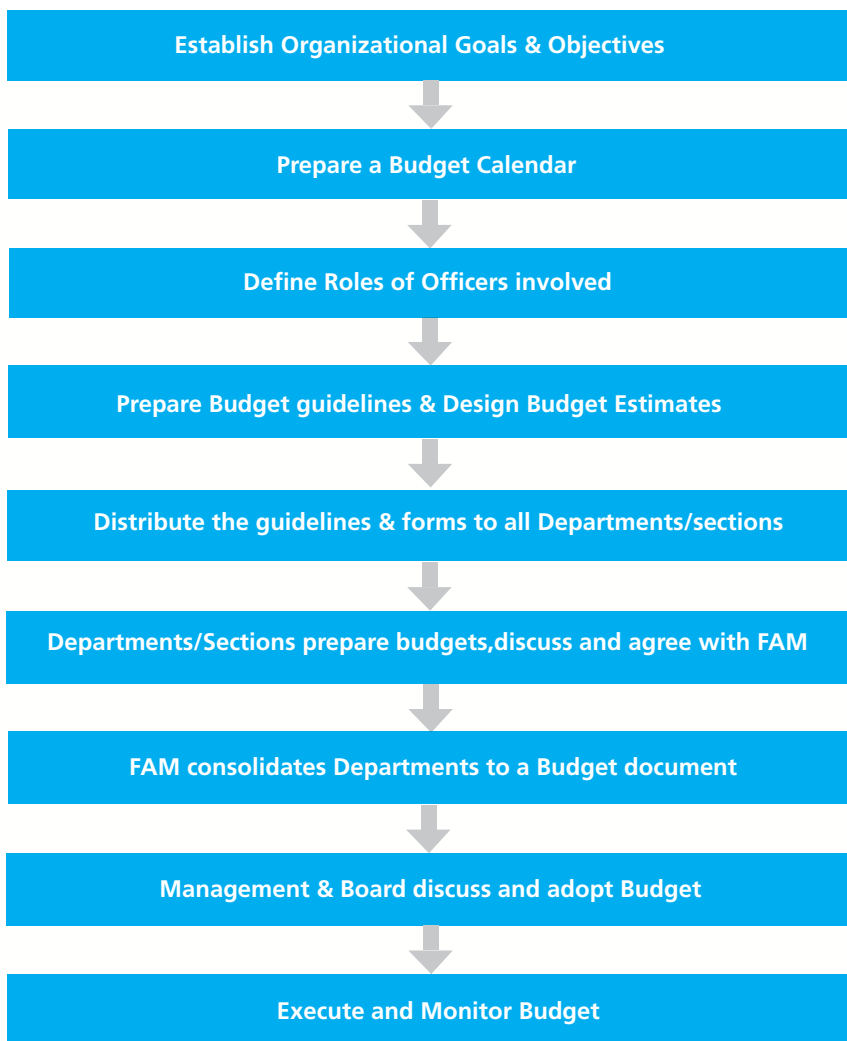 Establish Organizational Goals & Objectives
Prepare a Budget Calendar
Define Roles of Officers involved
Prepare Budget guidelines & Design Budget Estimates
Distribute the guidelines & forms to all Departments/sections
Departments/Sections prepare budgets,discuss and agree with FAM
FAM consolidates Departments to a Budget document
Management & Board discuss and adopt Budget
Execute and Monitor Budget